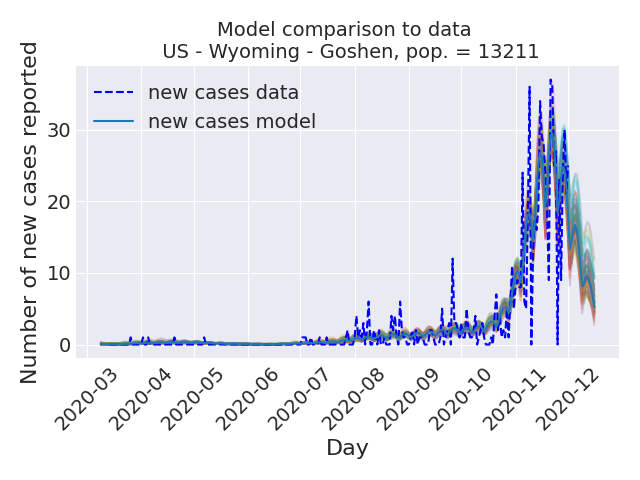 Model comparison to data
US - Wyoming - Goshen, pop. = 13211
new cases data
new cases model
Number of new cases reported
30
20
10
0
2020-03
2020-04
2020-05
2020-06
2020-07
2020-08
2020-09
2020-10
2020-11
2020-12
Day